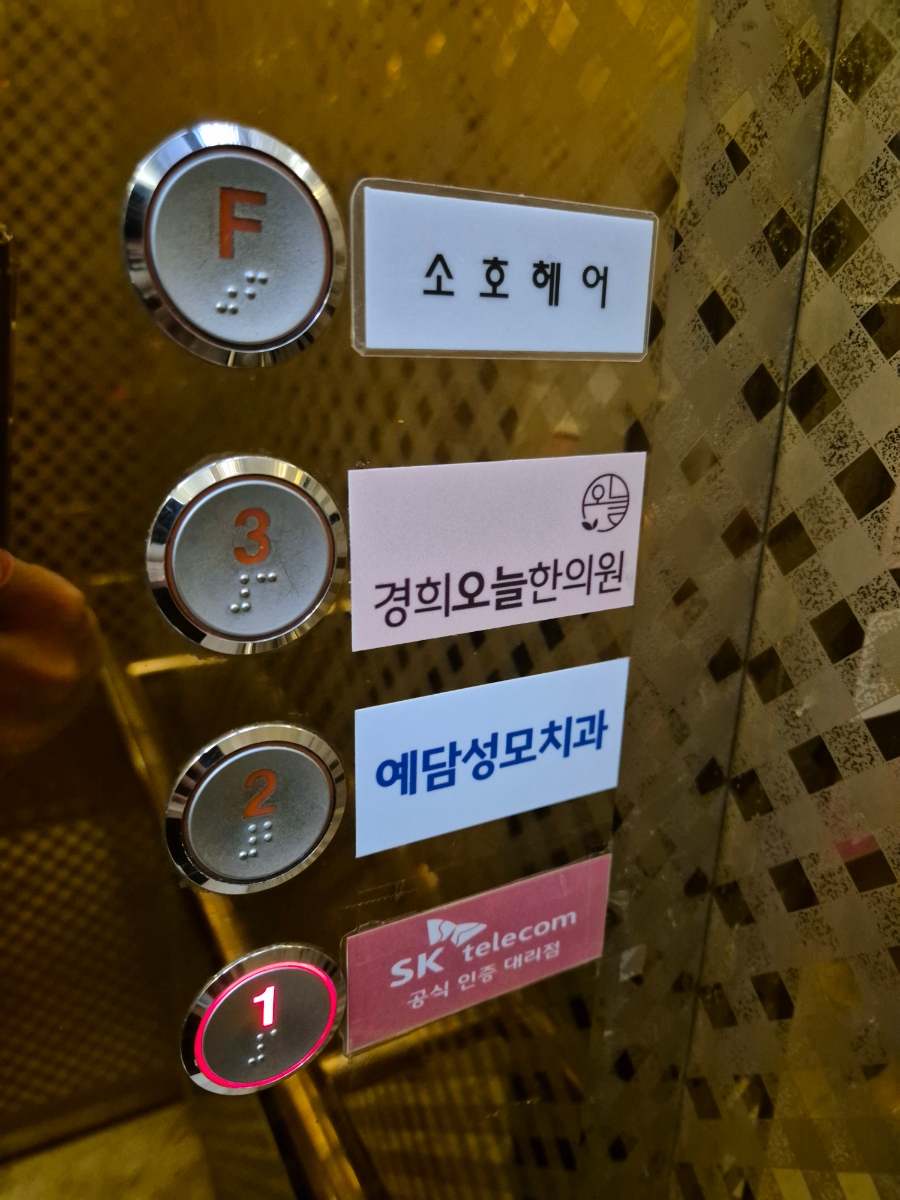 F
소호헤어
3
오늘
경희오늘한의원
2
예담성모치과
1
SK telecom
공식 인증 대리점